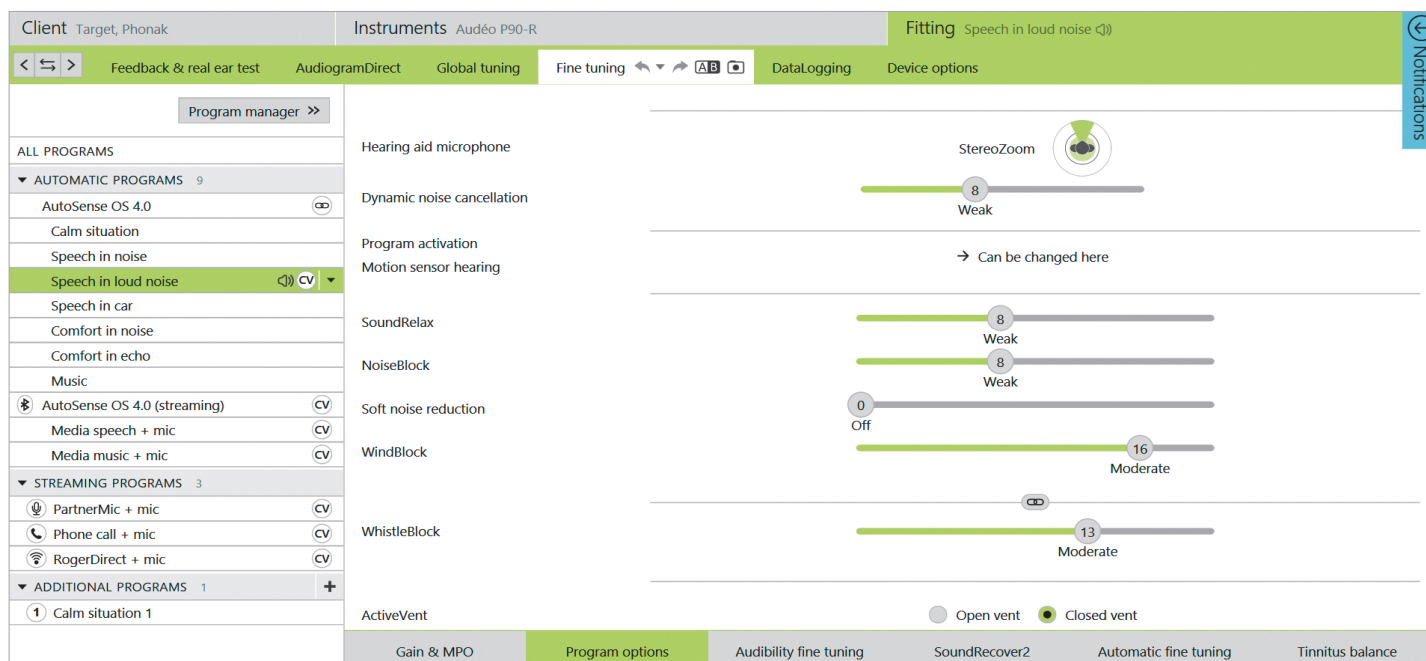 Client Target, Phonak
Instruments Audéo P90-R
Fitting Speech in loud noise
Notifications
Feedback & real ear test
AudiogramDirect
Global tuning
Fine tuning AB
DataLogging
Device options
Program manager >>
ALL PROGRAMS
AUTOMATIC PROGRAMS 9
AutoSense OS 4.0
Calm situation
Speech in noise
Speech in loud noise CV
Speech in car
Comfort in noise
Comfort in echo
Music
AutoSense OS 4.0 (streaming) CV
Media speech + mic CV
Media music + mic CV
STREAMING PROGRAMS 3
PartnerMic + mic CV
Phone call + mic CV
RogerDirect + mic CV
ADDITIONAL PROGRAMS 1 +
1 Calm situation 1
Hearing aid microphone StereoZoom
Dynamic noise cancellation 8
Weak
Program activation
Motion sensor hearing
→ Can be changed here
SoundRelax 8
Weak
NoiseBlock 8
Weak
Soft noise reduction 0
Off
WindBlock 16
Moderate
WhistleBlock 13
Moderate
ActiveVent Open vent Closed vent
Gain & MPO
Program options
Audibility fine tuning
SoundRecover2
Automatic fine tuning
Tinnitus balance